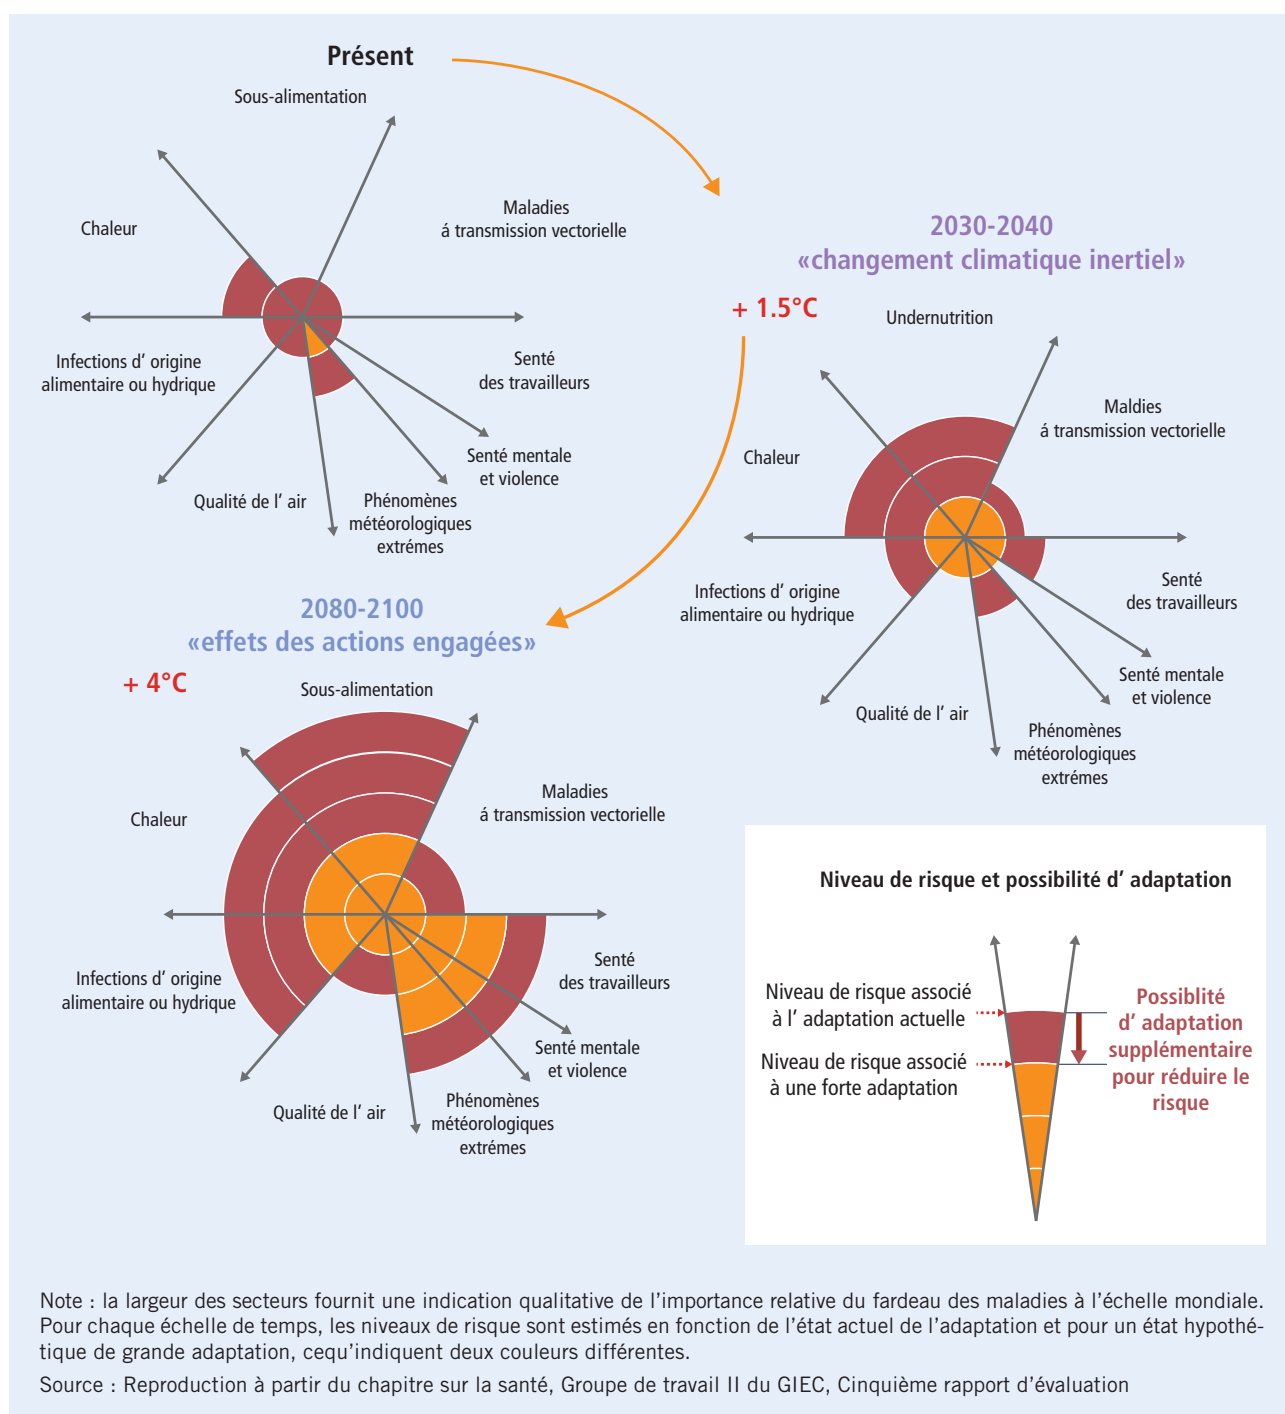 Présent
Sous-alimentation
Maladies
á transmission vectorielle
Chaleur
Infections d’ origine
alimentaire ou hydrique
Senté
des travailleurs
Senté mentale
et violence
Qualité de l’ air
Phénomènes
météorologiques
extrémes
2030-2040
«changement climatique inertiel»
+ 1.5°C
Undernutrition
Maldies
á transmission vectorielle
Chaleur
Infections d’ origine
alimentaire ou hydrique
Senté
des travailleurs
Senté mentale
et violence
Qualité de l’ air
Phénomènes
météorologiques
extrémes
2080-2100
«effets des actions engagées»
+ 4°C
Sous-alimentation
Maladies
á transmission vectorielle
Chaleur
Infections d’ origine
alimentaire ou hydrique
Senté
des travailleurs
Senté mentale
et violence
Qualité de l’ air
Phénomènes
météorologiques
extrémes
Niveau de risque et possibilité d’ adaptation
Niveau de risque associé
à l’ adaptation actuelle
Niveau de risque associé
à une forte adaptation
Possiblité
d’ adaptation
supplémentaire
pour réduire le
risque
Note : la largeur des secteurs fournit une indication qualitative de l’importance relative du fardeau des maladies à l’échelle mondiale.
Pour chaque échelle de temps, les niveaux de risque sont estimés en fonction de l’état actuel de l’adaptation et pour un état hypothé-
tique de grande adaptation, cequ’indiquent deux couleurs différentes.
Source : Reproduction à partir du chapitre sur la santé, Groupe de travail II du GIEC, Cinquième rapport d’évaluation